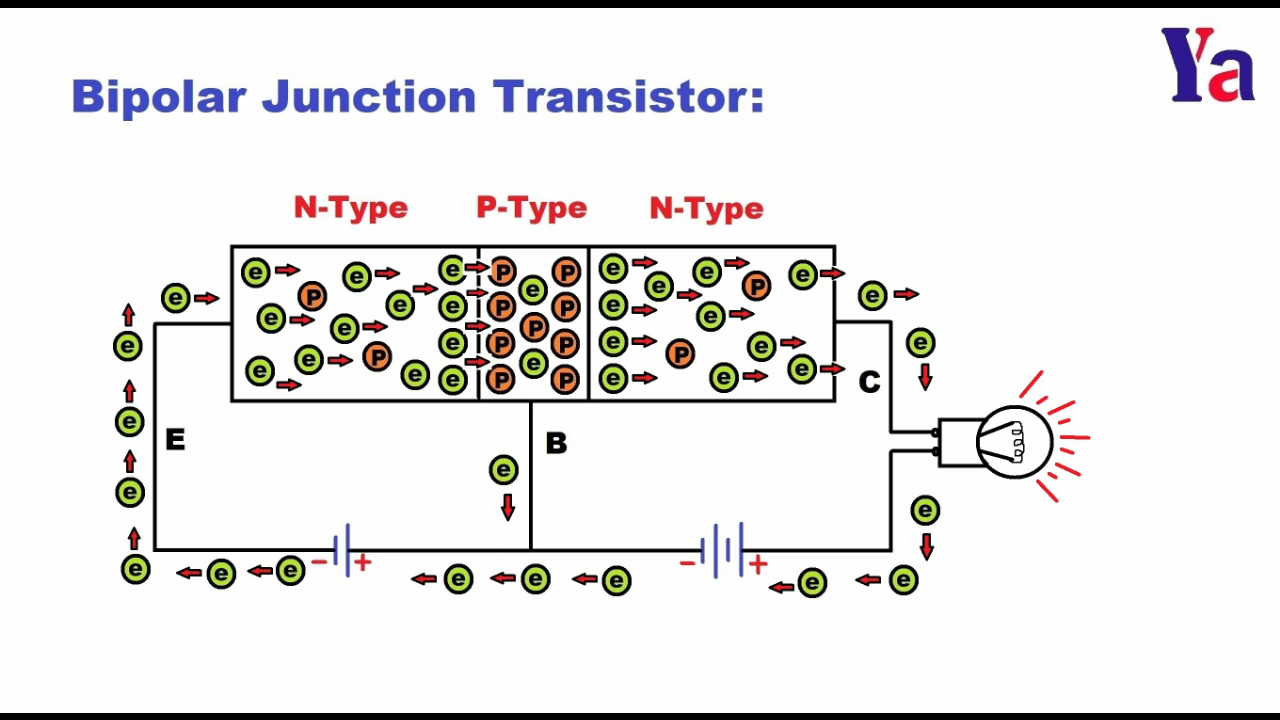 Ya
Bipolar Junction Transistor:
N-Type P-Type N-Type
e e e P e e P e e P e
e P e e P e P e e
e e e e P e P e P e e
e e P e P e P e e
e e e P P e P e P e e
C
E B
e e
e e
- + - +
e e e e e e e e